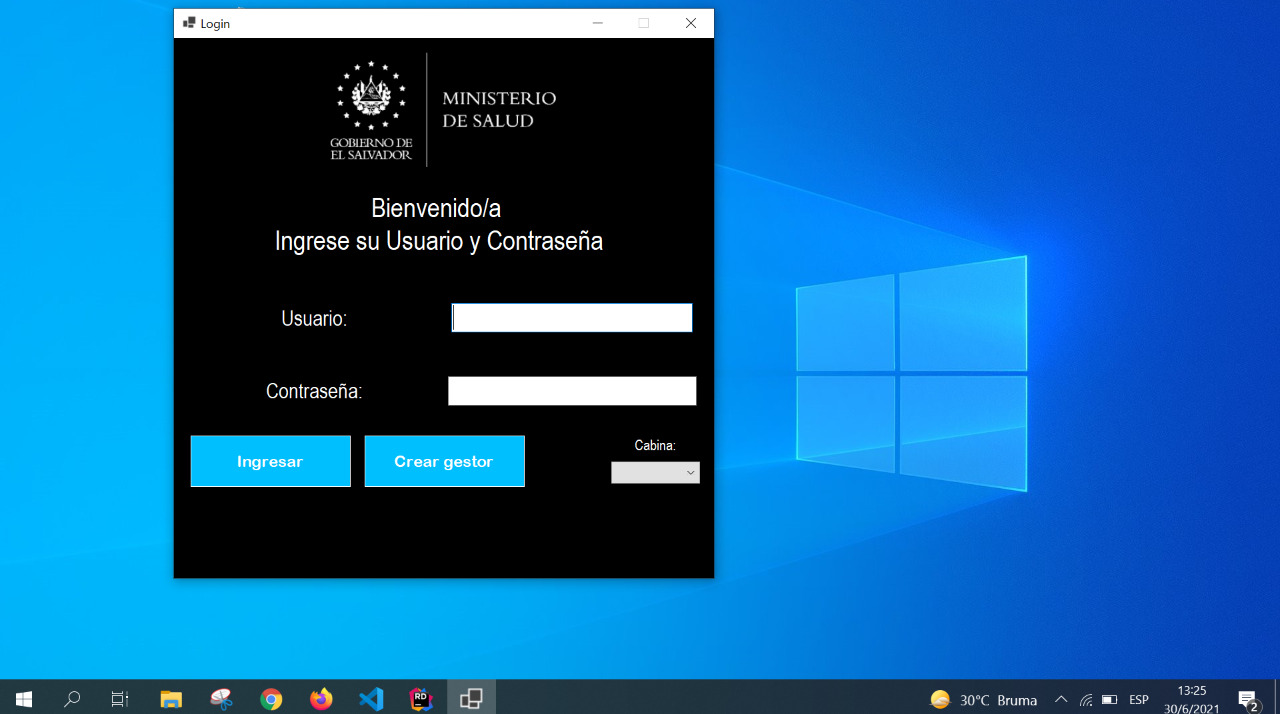 Login
MINISTERIO
DE SALUD
GOBIERNO DE
EL SALVADOR
Bienvenido/a
Ingrese su Usuario y Contraseña
Usuario:
Contraseña:
Ingresar
Crear gestor
Cabina:
RD
30°C Bruma
ESP
13:25
30/6/2021
2